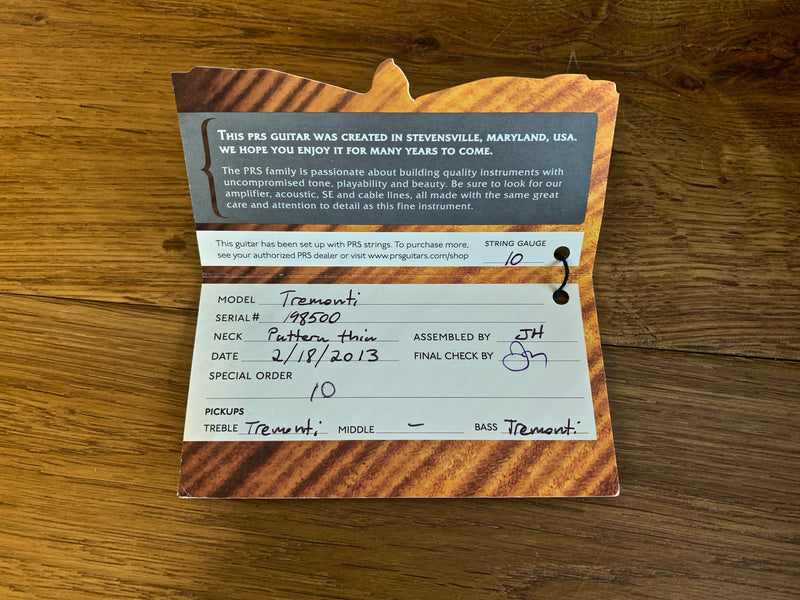 THIS PRS GUITAR WAS CREATED IN STEVENSVILLE, MARYLAND, USA.
WE HOPE YOU ENJOY IT FOR MANY YEARS TO COME.
The PRS family is passionate about building quality instruments with
uncompromised tone, playability and beauty. Be sure to look for our
amplifier, acoustic, SE and cable lines, all made with the same great
care and attention to detail as this fine instrument.
This guitar has been set up with PRS strings. To purchase more,
see your authorized PRS dealer or visit www.prsguitars.com/shop
STRING GAUGE
10
MODEL Tremonti
SERIAL# 198500
NECK Pattern thin ASSEMBLED BY JH
DATE 2/18/2013 FINAL CHECK BY
SPECIAL ORDER
10
PICKUPS
TREBLE Tremonti MIDDLE – BASS Tremonti